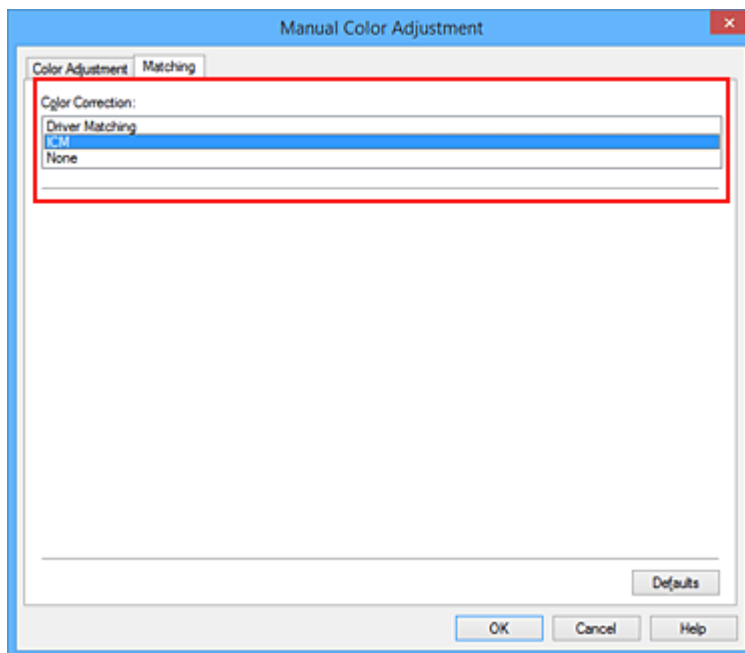 Manual Color Adjustment
Color Adjustment Matching
Color Correction:
Driver Matching
ICM
None
Defaults
OK Cancel Help